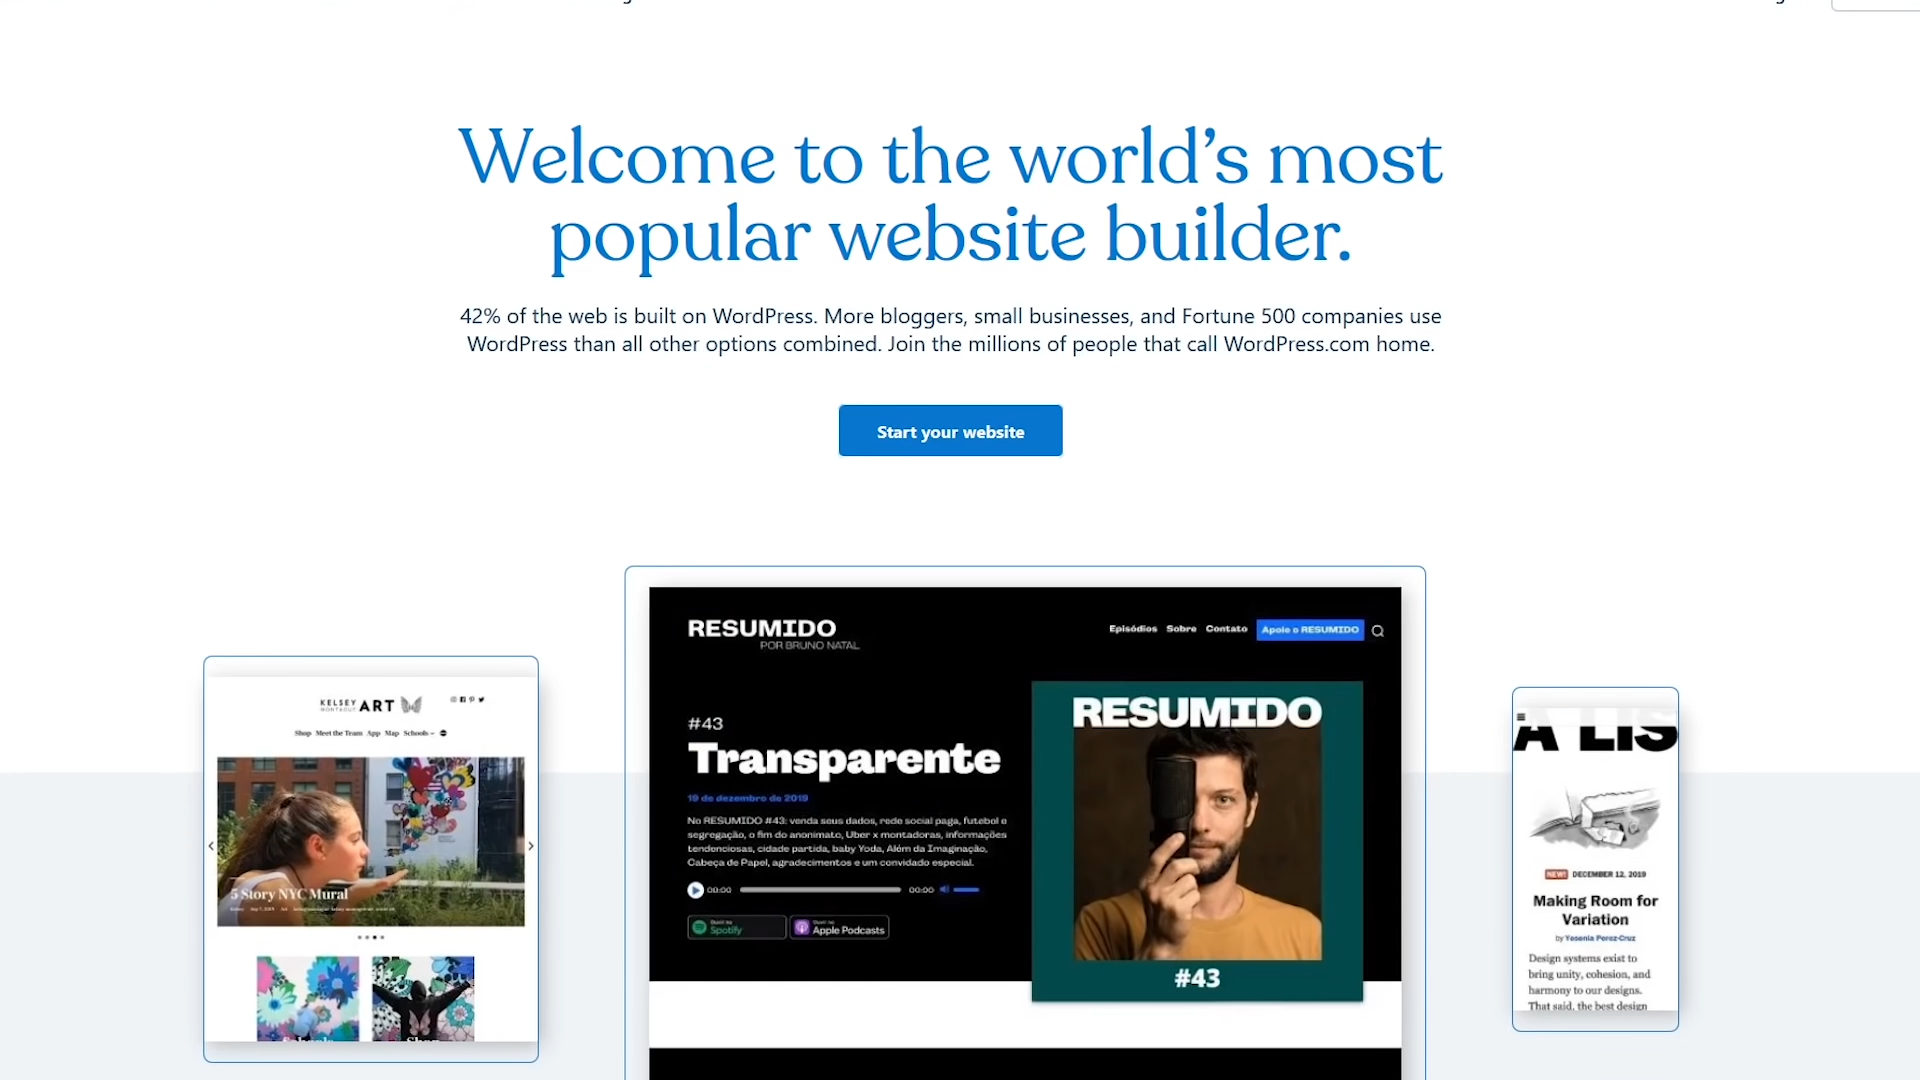 Welcome to the world’s most
popular website builder.
42% of the web is built on WordPress. More bloggers, small businesses, and Fortune 500 companies use
WordPress than all other options combined. Join the millions of people that call WordPress.com home.
Start your website
KELSEY
MONTAGUE
ART
Shop Meet the Team App Map Schools
5 Story NYC Mural
RESUMIDO
POR BRUNO NATAL
Episódios Sobre Contato Apoie o RESUMIDO
#43
Transparente
19 de dezembro de 2019
No RESUMIDO #43: venda seus dados, rede social paga, futebol e
segregação, o fim do anonimato, Uber x montadoras, informações
tendenciosas, cidade partida, baby Yoda, Além da Imaginação,
Cabeça de Papel, agradecimentos e um convidado especial.
00:00 00:00
Spotify
Apple Podcasts
RESUMIDO
#43
A LIS
NEW! DECEMBER 12, 2019
Making Room for
Variation
by Yesenia Perez-Cruz
Design systems exist to
bring unity, cohesion, and
harmony to our designs.
That said, the best design